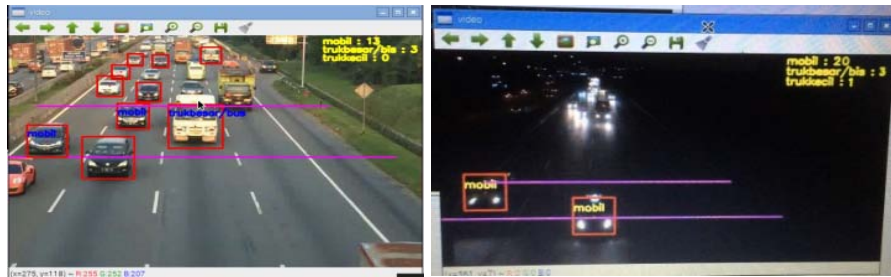 video
mobil : 13
trukbesar/bis : 3
trukkecil : 0
mobil
trukbesar/bus
mobil
(x=275, y=118) ~ R:255 G:252 B:207
video
mobil : 20
trukbesar/bis : 3
trukkecil : 1
mobil
mobil